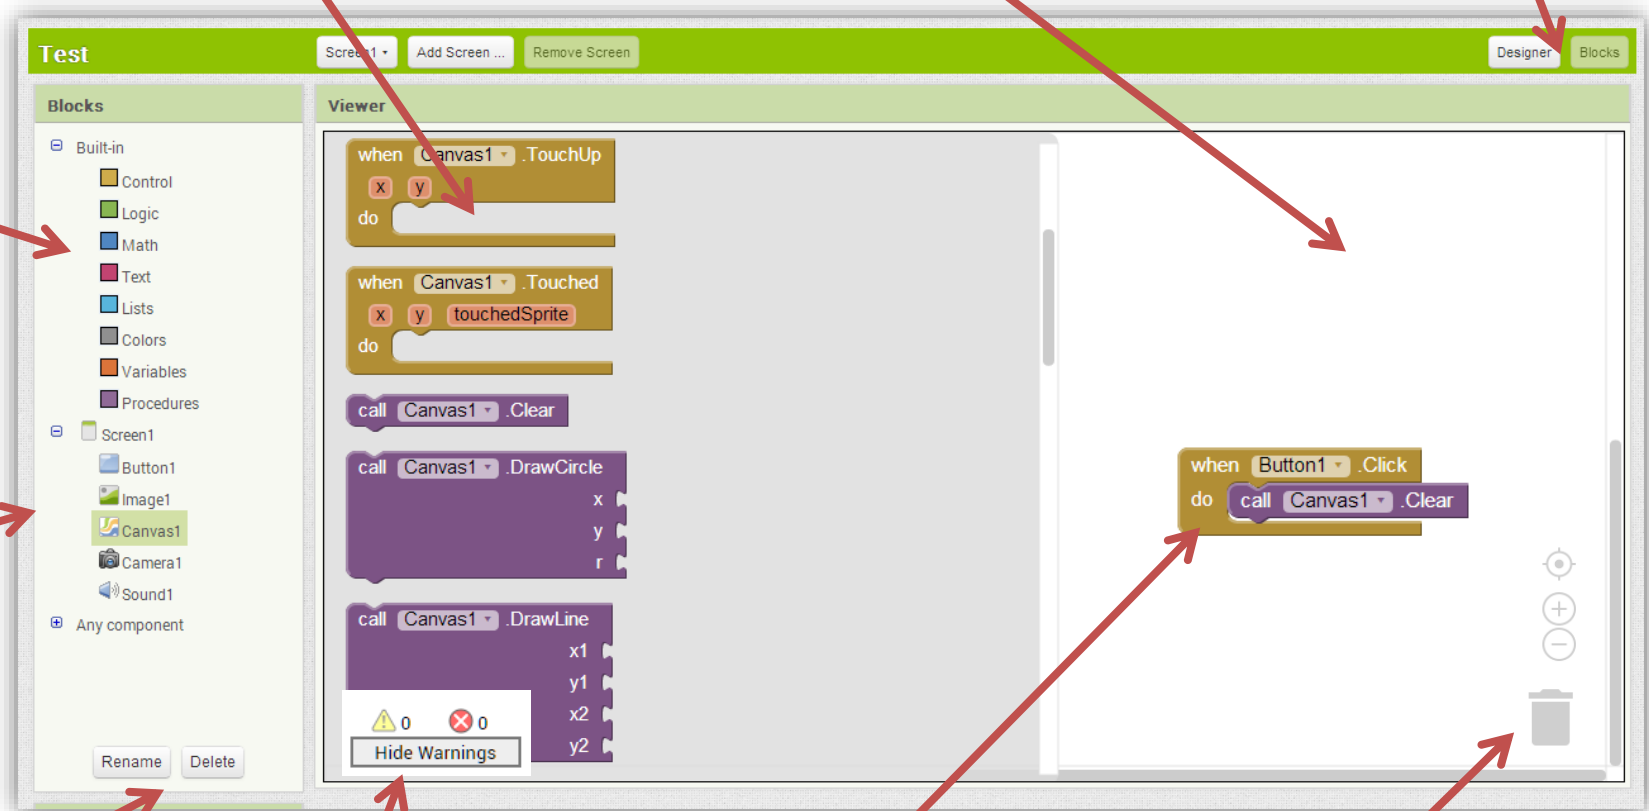 Test
Screen1
Add Screen ...
Remove Screen
Designer
Blocks
Blocks
Built-in
Control
Logic
Math
Text
Lists
Colors
Variables
Procedures
Screen1
Button1
Image1
Canvas1
Camera1
Sound1
Any component
Rename
Delete
Viewer
when Canvas1 .TouchUp
x y
do
when Canvas1 .Touched
x y touchedSprite
do
call Canvas1 .Clear
call Canvas1 .DrawCircle
x
y
r
call Canvas1 .DrawLine
x1
y1
x2
y2
0 0
Hide Warnings
when Button1 .Click
do call Canvas1 .Clear